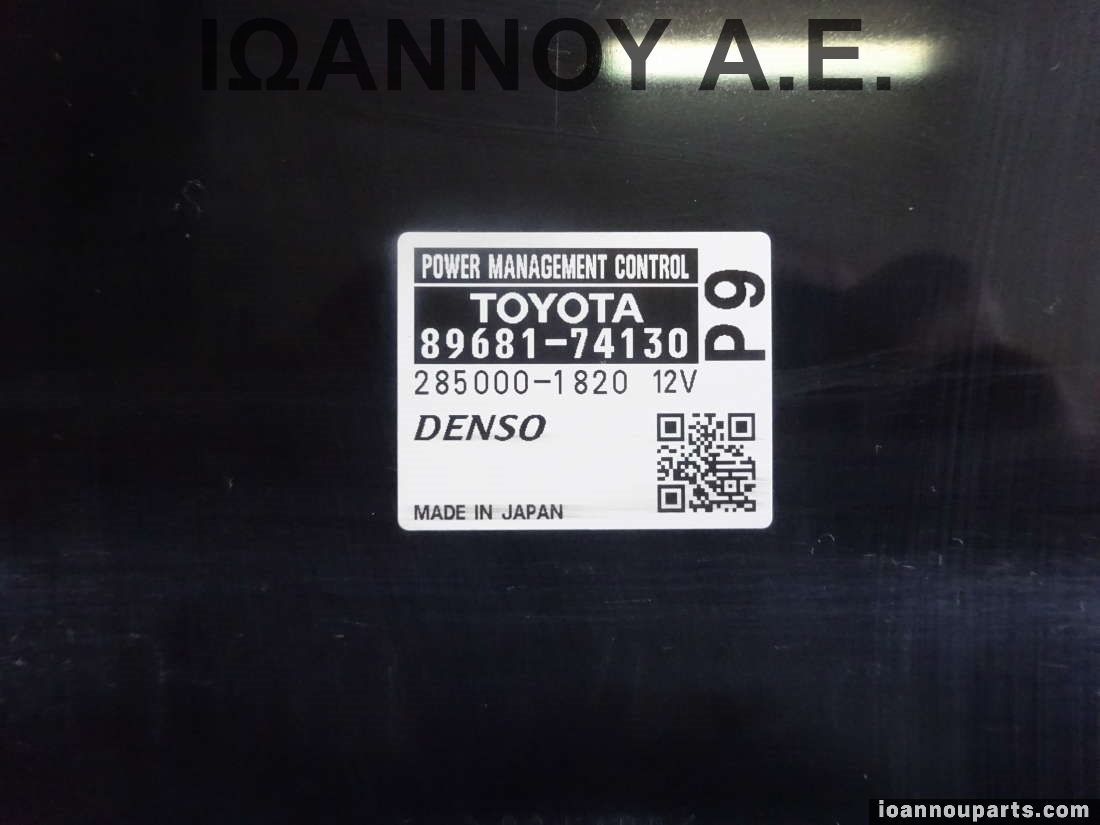 ΙΩΑΝΝΟΥ Α.Ε.
POWER MANAGEMENT CONTROL
TOYOTA
89681-74130
P9
285000-1820 12V
DENSO
MADE IN JAPAN
ioannouparts.com